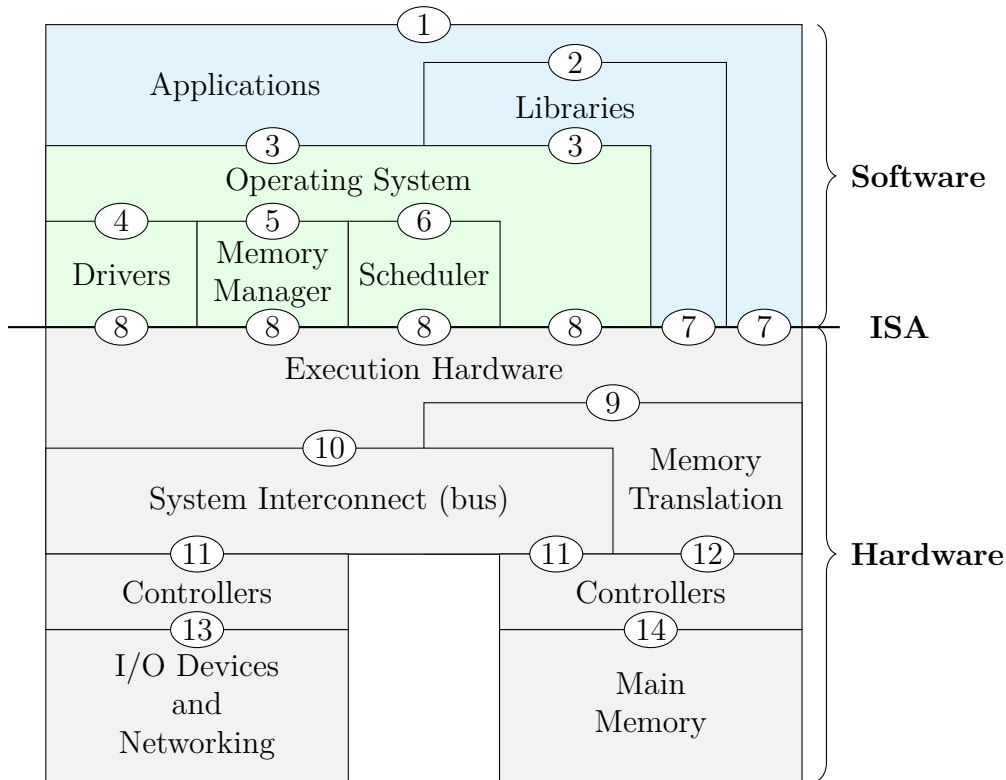 1
2
Applications
Libraries
3
3
Software
Operating System
4
5
6
Drivers
Memory
Manager
Scheduler
8
8
8
8
7
7
ISA
Execution Hardware
9
10
Memory
Translation
System Interconnect (bus)
11
11
12
Hardware
Controllers
Controllers
13
14
I/O Devices
and
Networking
Main
Memory